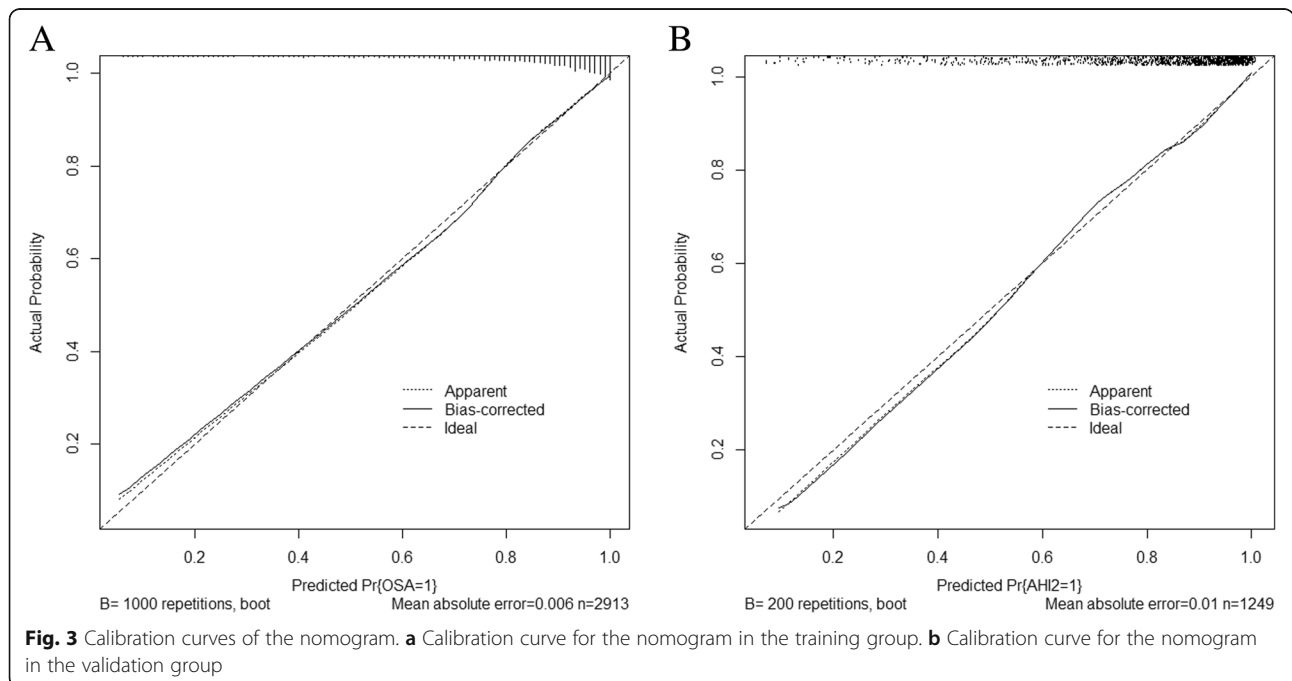 A
B
1.0
0.8
0.6
0.4
0.2
Actual Probability
Apparent
Bias-corrected
Ideal
0.2 0.4 0.6 0.8 1.0
Predicted Pr{OSA=1}
B= 1000 repetitions, boot Mean absolute error=0.006 n=2913
1.0
0.8
0.6
0.4
0.2
Actual Probability
Apparent
Bias-corrected
Ideal
0.2 0.4 0.6 0.8 1.0
Predicted Pr{AHI2=1}
B= 200 repetitions, boot Mean absolute error=0.01 n=1249
Fig. 3 Calibration curves of the nomogram. a Calibration curve for the nomogram in the training group. b Calibration curve for the nomogram
in the validation group